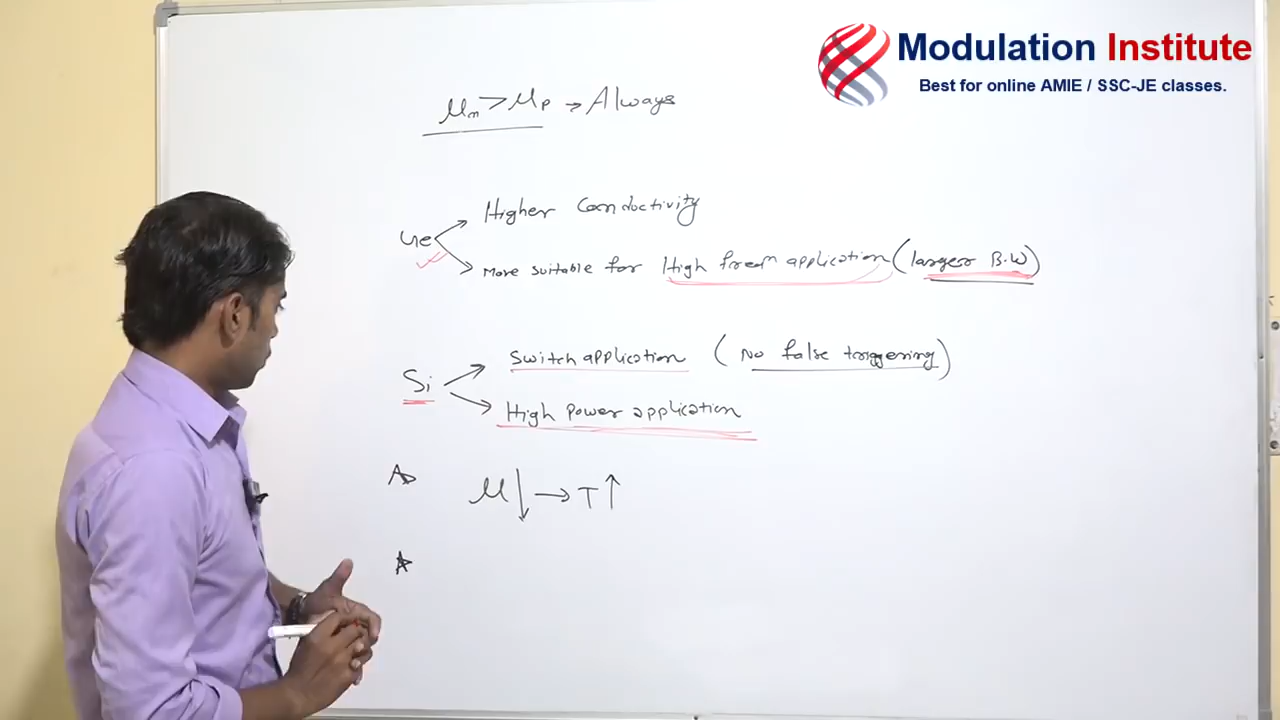 Modulation Institute
Best for online AMIE / SSC-JE classes.
μn > μp → Always
Ge
Higher Conductivity
More suitable for High freqn application (larger B.W)
Si
Switch application (No false triggering)
High power application
μ↓ → T↑